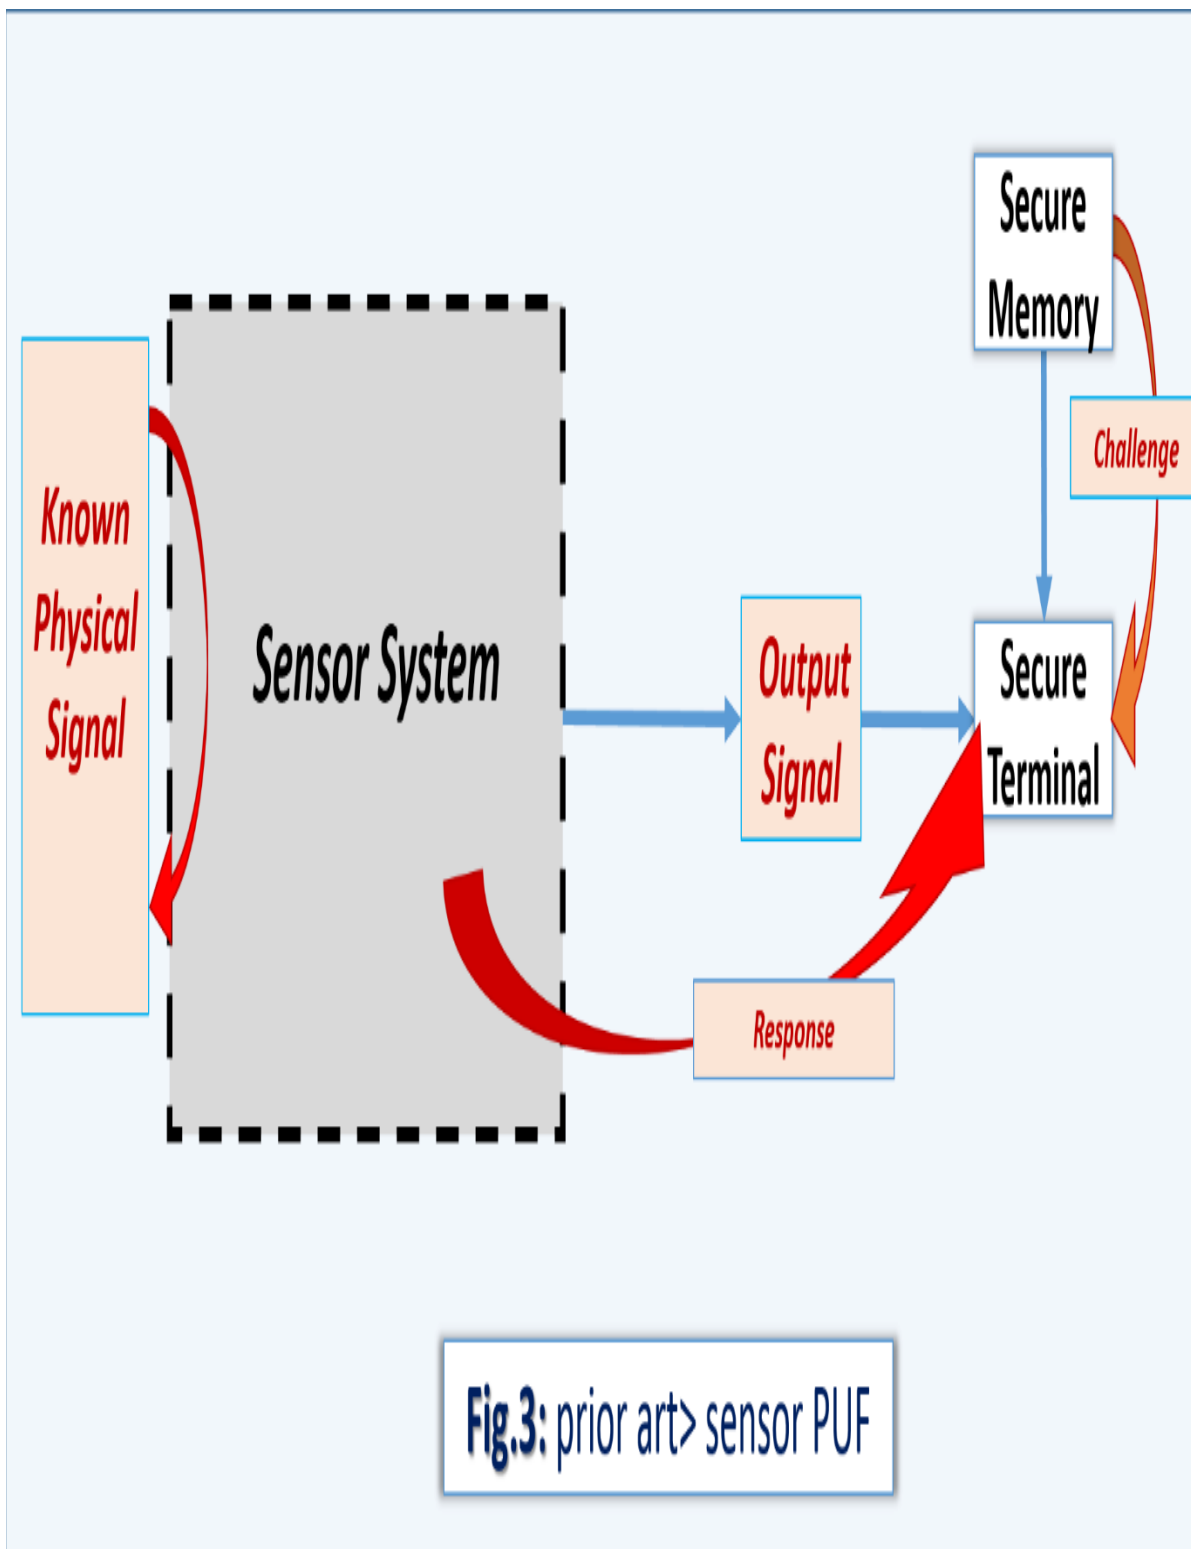 Secure
Memory
Challenge
Known
Physical
Signal
Sensor System
Output
Signal
Secure
Terminal
Response
Fig.3: prior art> sensor PUF